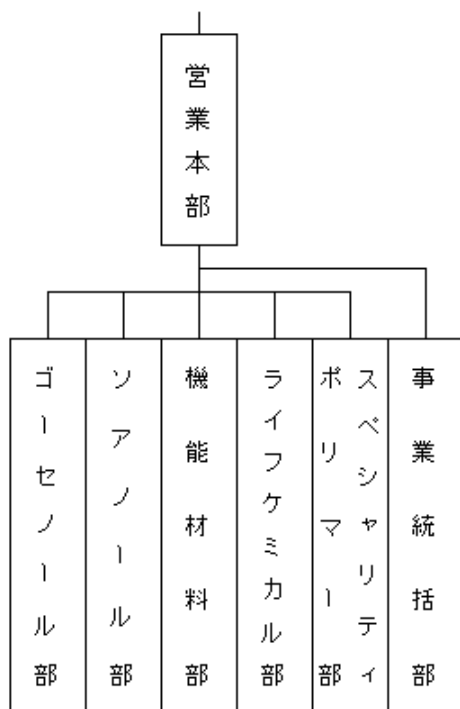 営業本部
ゴーセノール部
ソアノール部
機能材料部
ライフケミカル部
スペシャリティ
ポリマー部
事業統括部